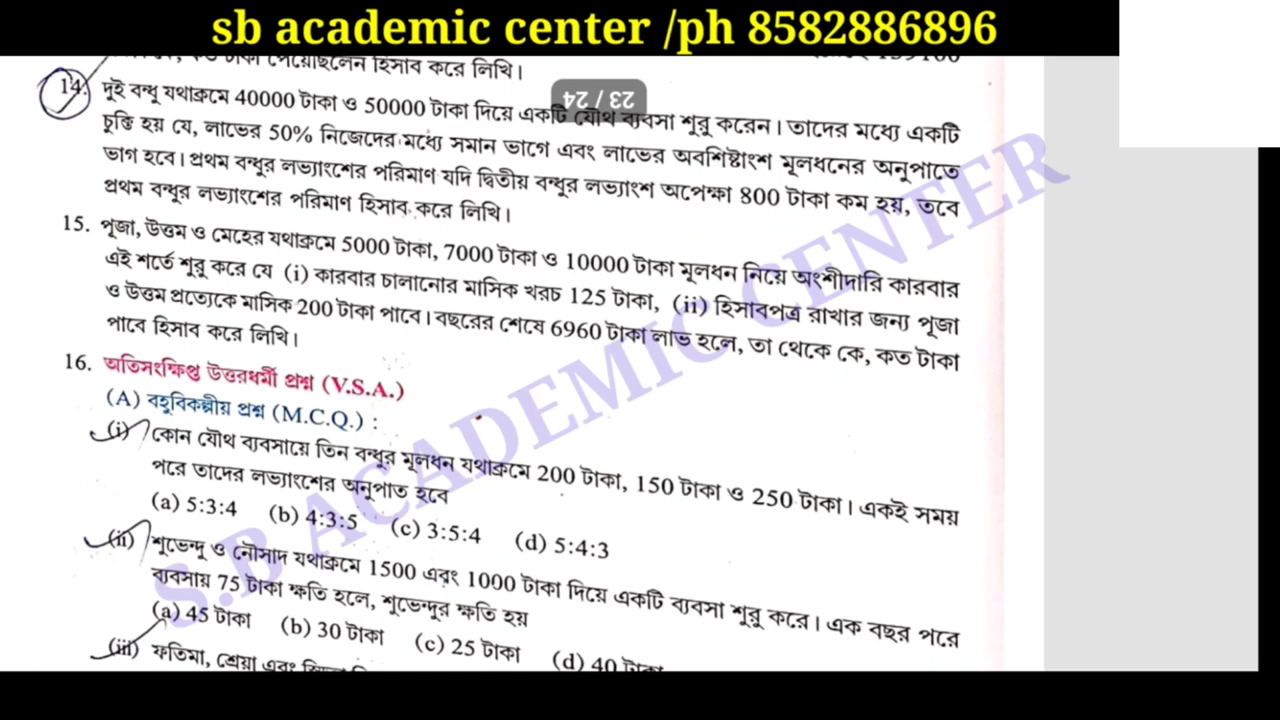 sb academic center /ph 8582886896
পেয়েছিলেন হিসাব করে লিখি।
23 / 24
14. দুই বন্ধু যথাক্রমে 40000 টাকা ও 50000 টাকা দিয়ে একটি যৌথ ব্যবসা শুরু করেন। তাদের মধ্যে একটি
চুক্তি হয় যে, লাভের 50% নিজেদের মধ্যে সমান ভাগে এবং লাভের অবশিষ্টাংশ মূলধনের অনুপাতে
ভাগ হবে। প্রথম বন্ধুর লভ্যাংশের পরিমাণ যদি দ্বিতীয় বন্ধুর লভ্যাংশ অপেক্ষা 800 টাকা কম হয়, তবে
প্রথম বন্ধুর লভ্যাংশের পরিমাণ হিসাব করে লিখি।
15. পূজা, উত্তম ও মেহের যথাক্রমে 5000 টাকা, 7000 টাকা ও 10000 টাকা মূলধন নিয়ে অংশীদারি কারবার
এই শর্তে শুরু করে যে (i) কারবার চালানোর মাসিক খরচ 125 টাকা, (ii) হিসাবপত্র রাখার জন্য পূজা
ও উত্তম প্রত্যেকে মাসিক 200 টাকা পাবে। বছরের শেষে 6960 টাকা লাভ হলে, তা থেকে কে, কত টাকা
পাবে হিসাব করে লিখি।
16. অতিসংক্ষিপ্ত উত্তরধর্মী প্রশ্ন (V.S.A.)
(A) বহুবিকল্পীয় প্রশ্ন (M.C.Q.) :
(i) কোন যৌথ ব্যবসায়ে তিন বন্ধুর মূলধন যথাক্রমে 200 টাকা, 150 টাকা ও 250 টাকা। একই সময়
পরে তাদের লভ্যাংশের অনুপাত হবে
(a) 5:3:4 (b) 4:3:5 (c) 3:5:4 (d) 5:4:3
(ii) শুভেন্দু ও নৌসাদ যথাক্রমে 1500 এবং 1000 টাকা দিয়ে একটি ব্যবসা শুরু করে। এক বছর পরে
ব্যবসায় 75 টাকা ক্ষতি হলে, শুভেন্দুর ক্ষতি হয়
(a) 45 টাকা (b) 30 টাকা (c) 25 টাকা (d) 40 টাকা
(iii) ফতিমা, শ্রেয়া এবং
S.B ACADEMIC CENTER